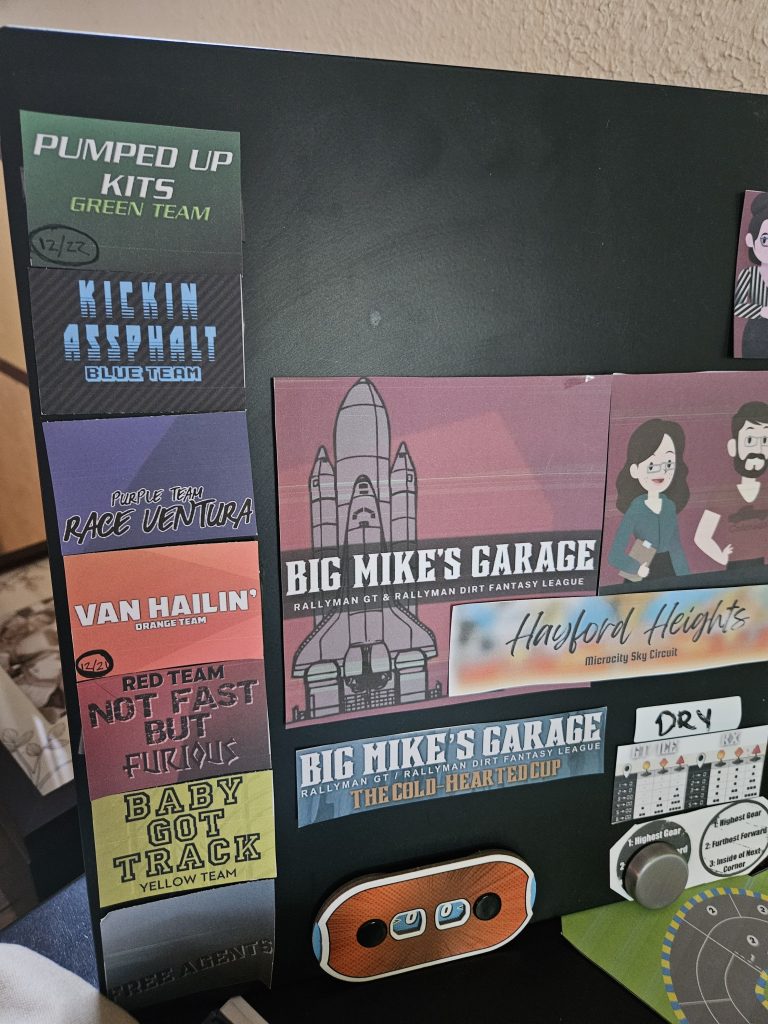 PUMPED UP
KITS
GREEN TEAM
12/22
KICKIN
ASSPHALT
BLUE TEAM
PURPLE TEAM
RACE VENTURA
VAN HAILIN'
ORANGE TEAM
12/21
RED TEAM
NOT FAST
BUT
FURIOUS
BABY
GOT
TRACK
YELLOW TEAM
FREE AGENTS
BIG MIKE'S GARAGE
RALLYMAN GT & RALLYMAN DIRT FANTASY LEAGUE
Hayford Heights
Microcity Sky Circuit
BIG MIKE'S GARAGE
RALLYMAN GT / RALLYMAN DIRT FANTASY LEAGUE
THE COLD-HEARTED CUP
DRY
1: Highest Gear
1: Highest Gear
2: Furthest Forward
3: Inside of Next
Corner
0 0
2 2